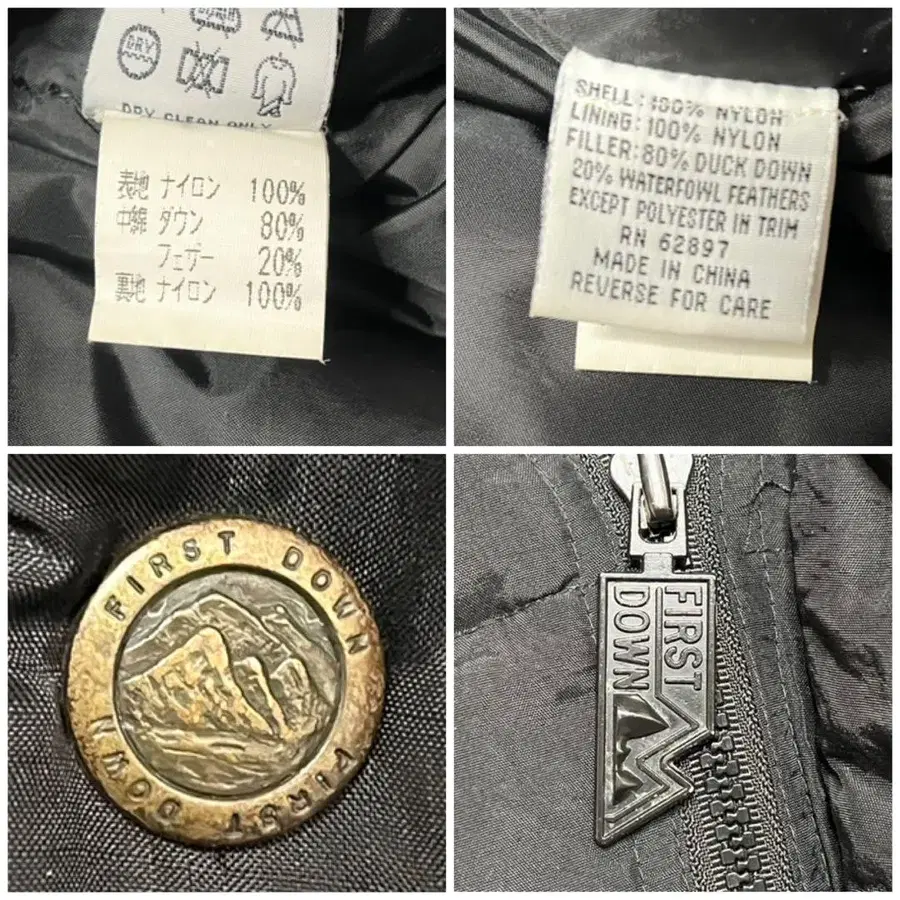 DRY
DRY CLEAN ONLY
表地 ナイロン 100%
中綿 ダウン 80%
フェザー 20%
裏地 ナイロン 100%
SHELL: 100% NYLON
LINING: 100% NYLON
FILLER: 80% DUCK DOWN
20% WATERFOWL FEATHERS
EXCEPT POLYESTER IN TRIM
RN 62897
MADE IN CHINA
REVERSE FOR CARE
FIRST DOWN
FIRST DOWN
FIRST
DOWN